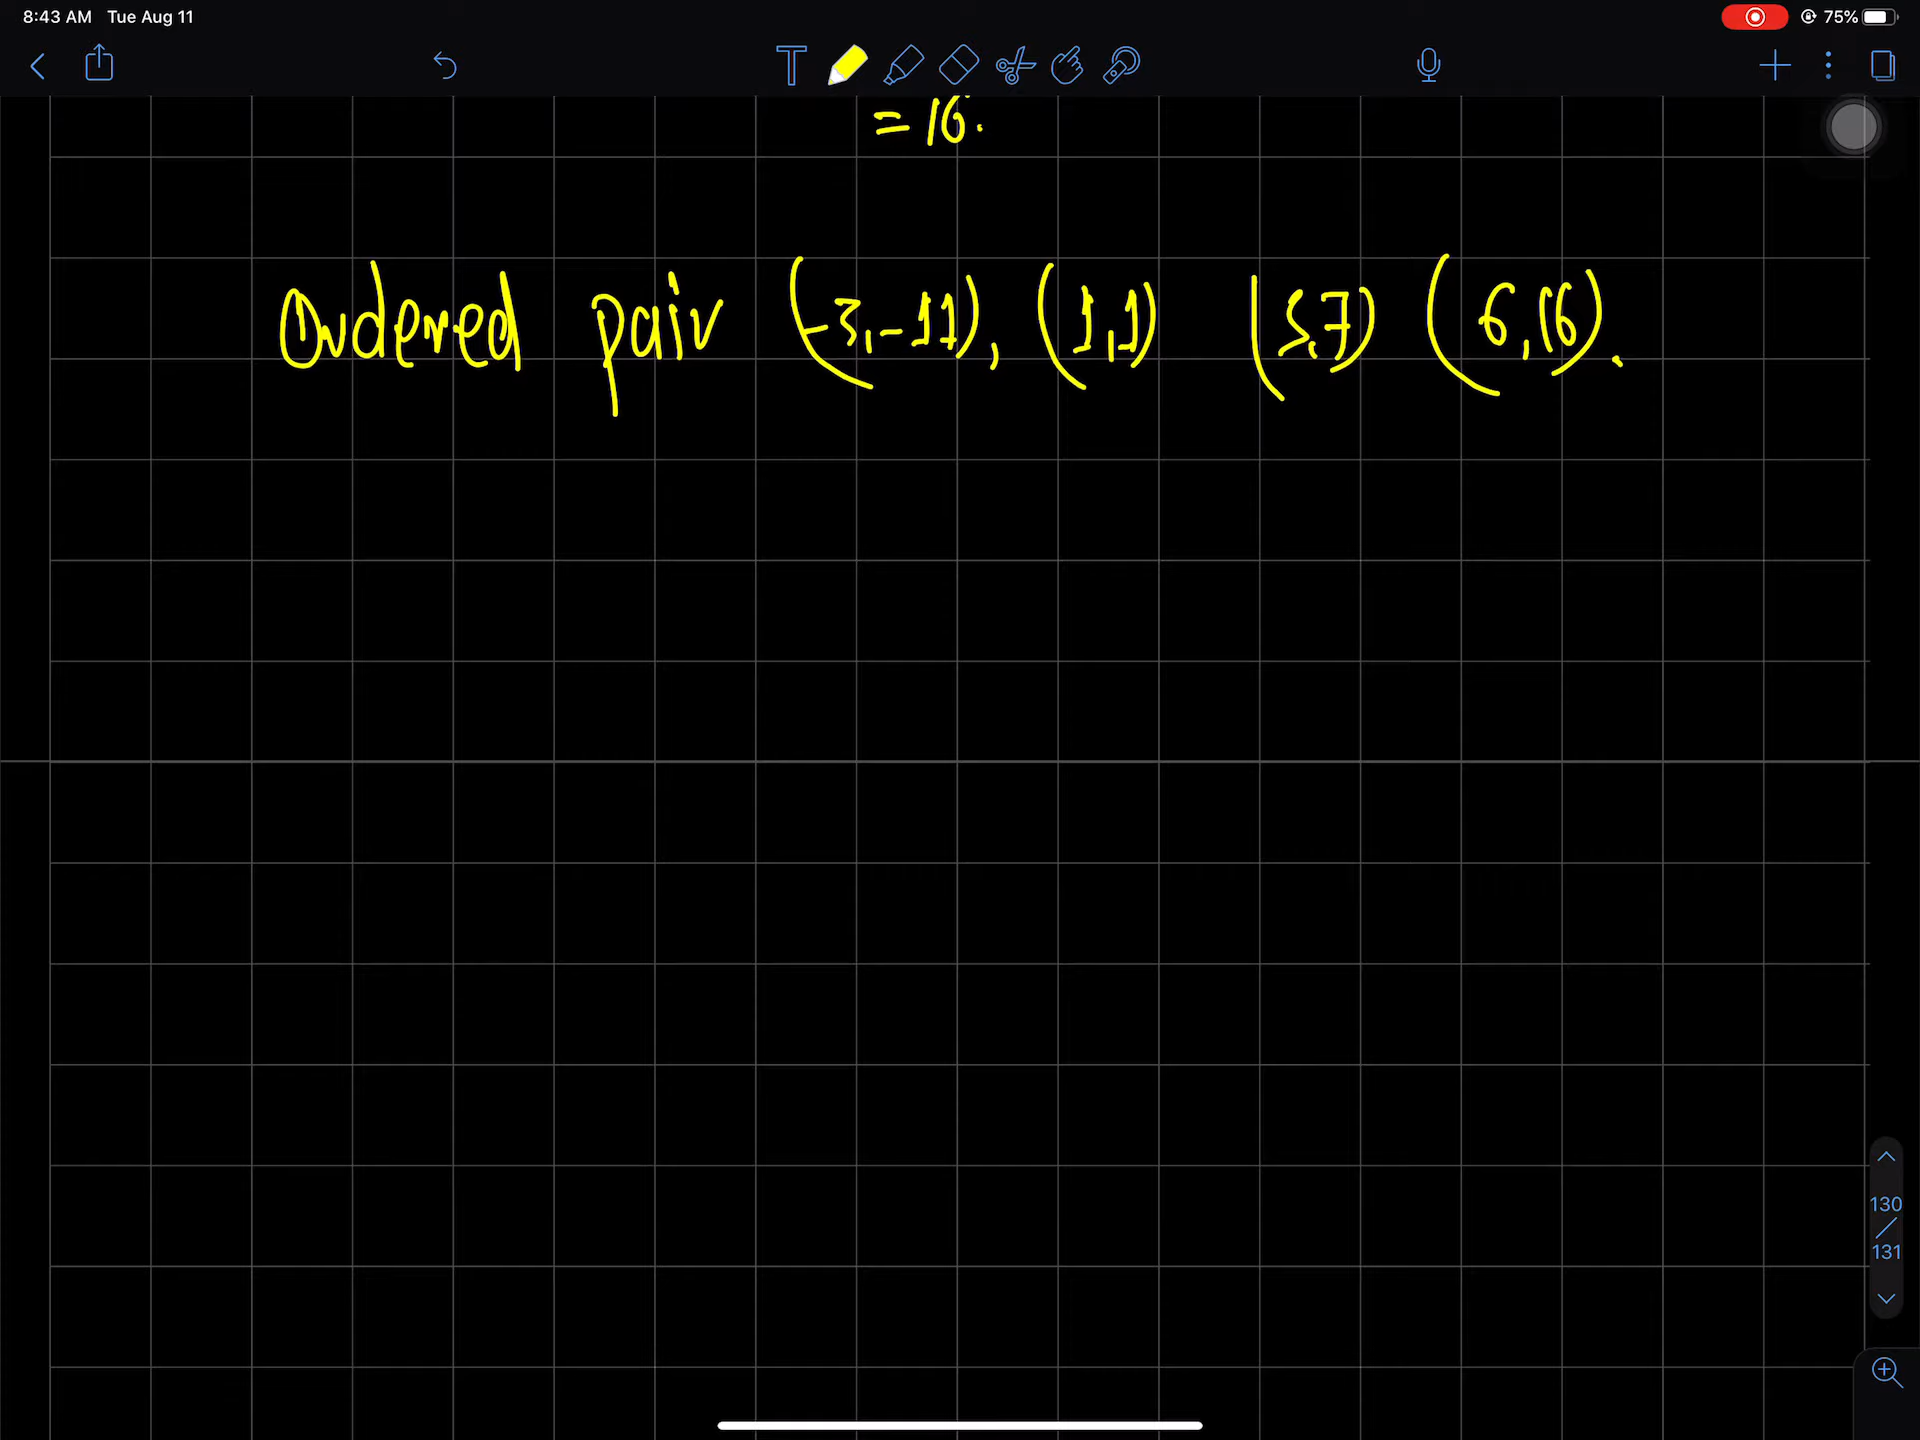 8:43 AM Tue Aug 11
75%
= 16.
Ordered pair (-3,-11), (1,1) (3,7) (6,16).
130
131